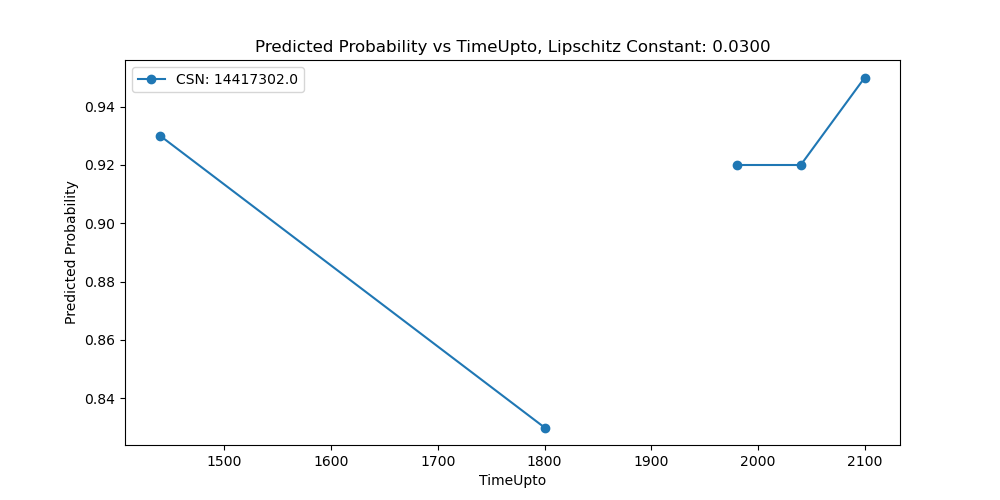 Predicted Probability vs TimeUpto, Lipschitz Constant: 0.0300
CSN: 14417302.0
Predicted Probability
0.94
0.92
0.90
0.88
0.86
0.84
1500 1600 1700 1800 1900 2000 2100
TimeUpto